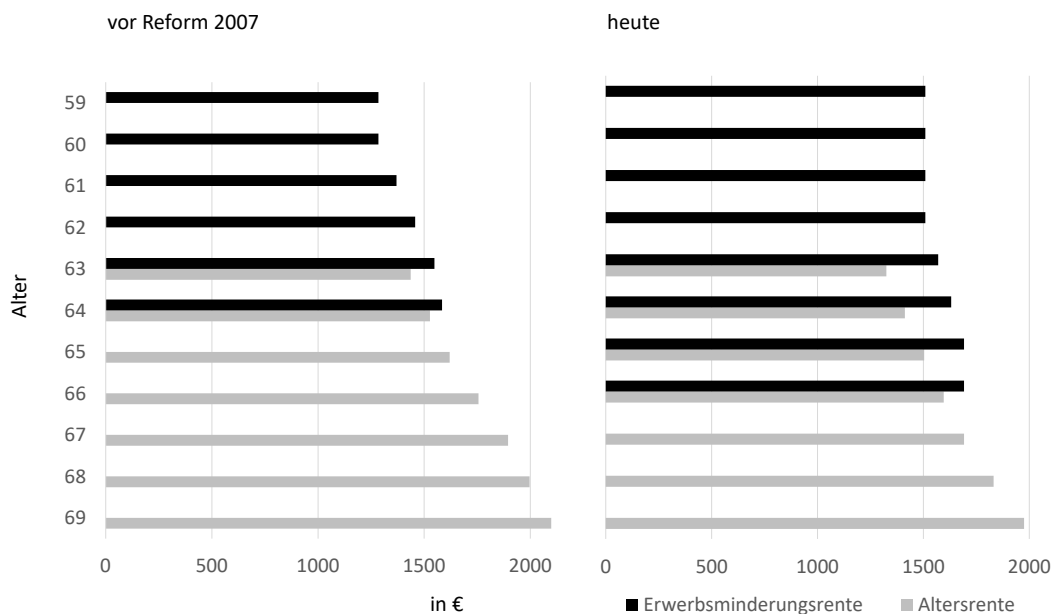 vor Reform 2007
heute
Alter
59
60
61
62
63
64
65
66
67
68
69
0 500 1000 1500 2000
0 500 1000 1500 2000
in €
Erwerbsminderungsrente Altersrente